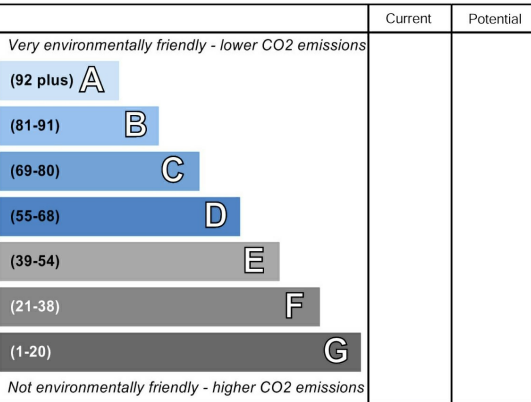 Current Potential
Very environmentally friendly - lower CO2 emissions
(92 plus) A
(81-91) B
(69-80) C
(55-68) D
(39-54) E
(21-38) F
(1-20) G
Not environmentally friendly - higher CO2 emissions